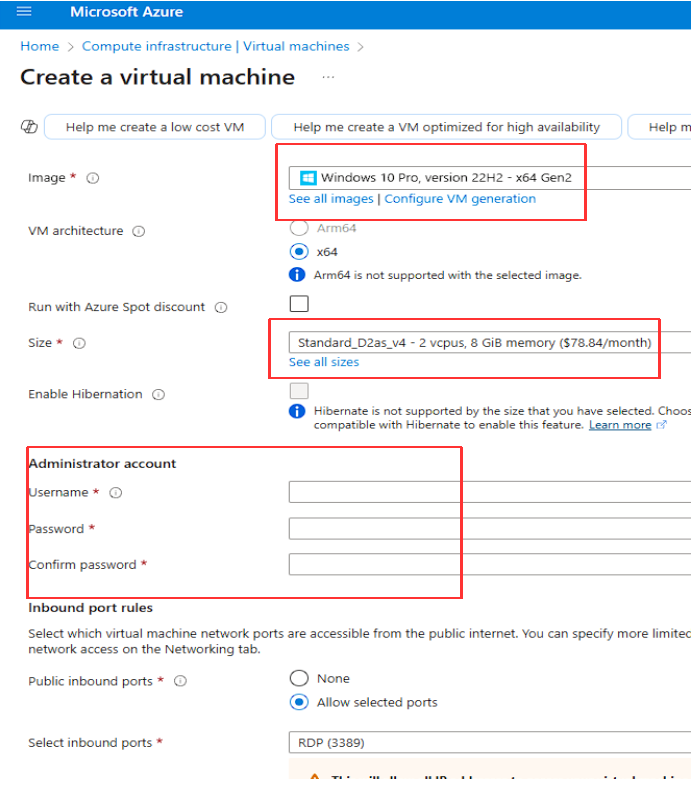 Microsoft Azure
Home > Compute infrastructure | Virtual machines >
Create a virtual machine ...
Help me create a low cost VM
Help me create a VM optimized for high availability
Help m
Image *
Windows 10 Pro, version 22H2 - x64 Gen2
See all images | Configure VM generation
VM architecture
Arm64
x64
Arm64 is not supported with the selected image.
Run with Azure Spot discount
Size *
Standard_D2as_v4 - 2 vcpus, 8 GiB memory ($78.84/month)
See all sizes
Enable Hibernation
Hibernate is not supported by the size that you have selected. Choos
compatible with Hibernate to enable this feature. Learn more
Administrator account
Username *
Password *
Confirm password *
Inbound port rules
Select which virtual machine network ports are accessible from the public internet. You can specify more limited
network access on the Networking tab.
Public inbound ports *
None
Allow selected ports
Select inbound ports *
RDP (3389)